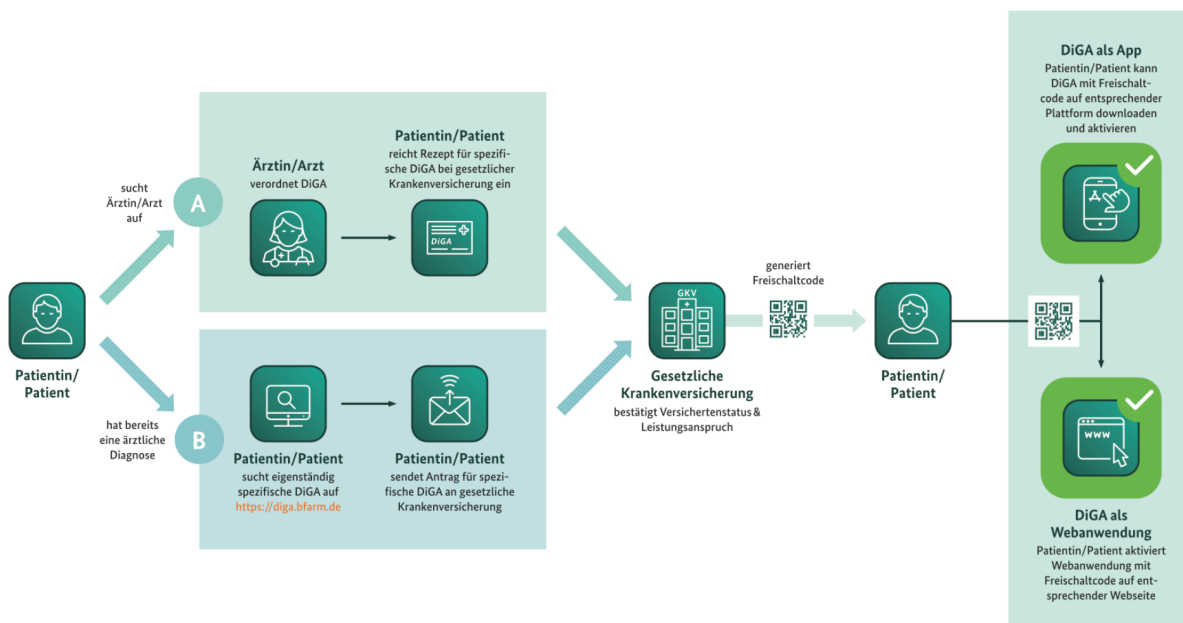 Patientin/
Patient
sucht
Ärztin/Arzt
auf
A
Ärztin/Arzt
verordnet DiGA
Patientin/Patient
reicht Rezept für spezifi-
sche DiGA bei gesetzlicher
Krankenversicherung ein
DiGA
hat bereits
eine ärztliche
Diagnose
B
Patientin/Patient
sucht eigenständig
spezifische DiGA auf
https://diga.bfarm.de
Patientin/Patient
sendet Antrag für spezi-
fische DiGA an gesetzliche
Krankenversicherung
GKV
Gesetzliche
Krankenversicherung
bestätigt Versichertenstatus &
Leistungsanspruch
generiert
Freischaltcode
Patientin/
Patient
DiGA als App
Patientin/Patient kann
DiGA mit Freischalt-
code auf entsprechender
Plattform downloaden
und aktivieren
www
DiGA als
Webanwendung
Patientin/Patient aktiviert
Webanwendung mit
Freischaltcode auf ent-
sprechender Webseite